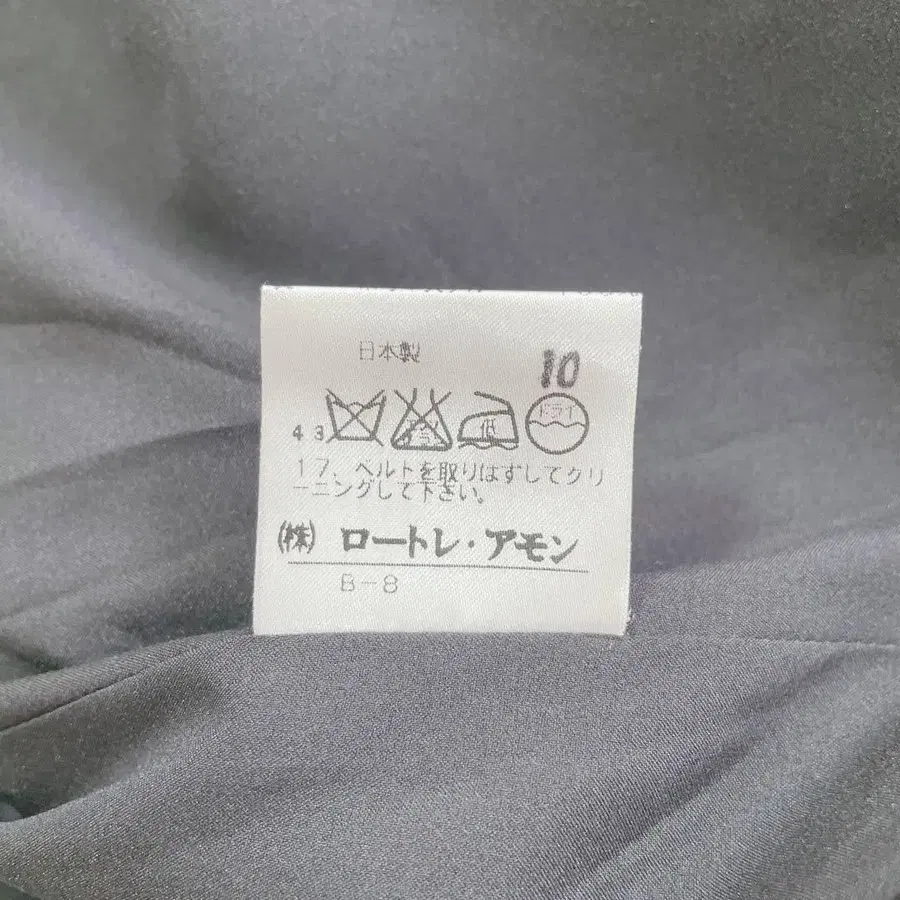 日本製
10
43 低 ドライ
17、ベルトを取りはずしてクリ
ーニングして下さい。
(株) ロートレ・アモン
B-8